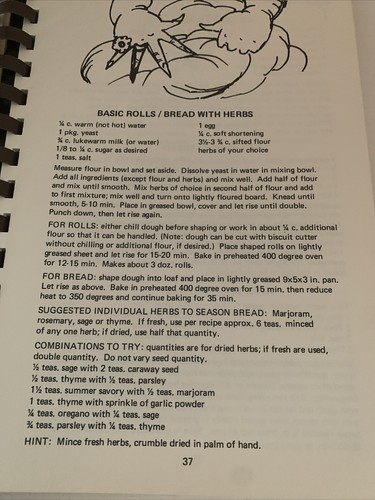 BASIC ROLLS / BREAD WITH HERBS
¼ c. warm (not hot) water
1 pkg. yeast
¾ c. lukewarm milk (or water)
1/8 to ¼ c. sugar as desired
1 teas. salt
1 egg
¼ c. soft shortening
3½-3 ¾ c. sifted flour
herbs of your choice
Measure flour in bowl and set aside. Dissolve yeast in water in mixing bowl.
Add all ingredients (except flour and herbs) and mix well. Add half of flour
and mix until smooth. Mix herbs of choice in second half of flour and add
to first mixture; mix well and turn onto lightly floured board. Knead until
smooth, 5-10 min. Place in greased bowl, cover and let rise until double.
Punch down, then let rise again.
FOR ROLLS: either chill dough before shaping or work in about ¼ c. additional
flour so that it can be handled. (Note: dough can be cut with biscuit cutter
without chilling or additional flour, if desired.) Place shaped rolls on lightly
greased sheet and let rise for 15-20 min. Bake in preheated 400 degree oven
for 12-15 min. Makes about 3 doz. rolls.
FOR BREAD: shape dough into loaf and place in lightly greased 9x5x3 in. pan.
Let rise as above. Bake in preheated 400 degree oven for 15 min. then reduce
heat to 350 degrees and continue baking for 35 min.
SUGGESTED INDIVIDUAL HERBS TO SEASON BREAD: Marjoram,
rosemary, sage or thyme. If fresh, use per recipe approx. 6 teas. minced
of any one herb; if dried, use half that quantity.
COMBINATIONS TO TRY: quantities are for dried herbs; if fresh are used,
double quantity. Do not vary seed quantity.
½ teas. sage with 2 teas. caraway seed
½ teas. thyme with ½ teas. parsley
1½ teas. summer savory with ½ teas. marjoram
1 teas. thyme with sprinkle of garlic powder
¼ teas. oregano with ¼ teas. sage
¾ teas. parsley with ¼ teas. thyme
HINT: Mince fresh herbs, crumble dried in palm of hand.
37